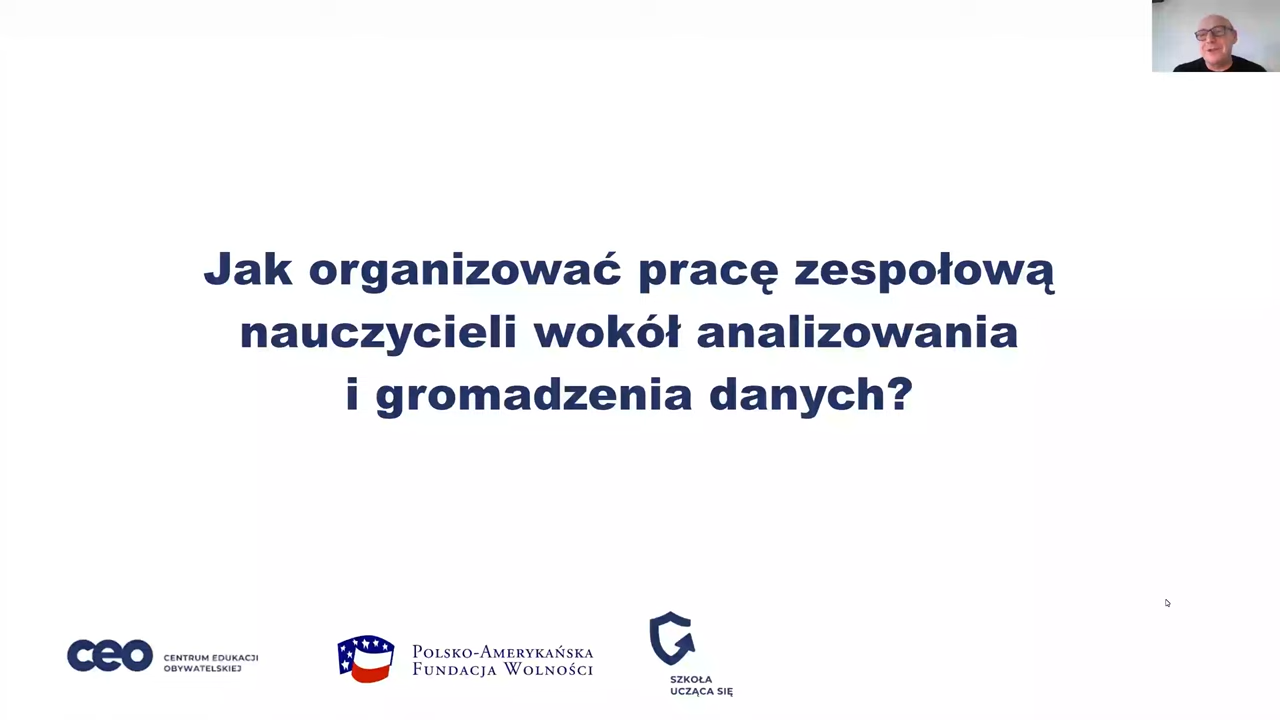 Jak organizować pracę zespołową
nauczycieli wokół analizowania
i gromadzenia danych?
ceo
CENTRUM EDUKACJI
OBYWATELSKIEJ
POLSKO-AMERYKAŃSKA
FUNDACJA WOLNOŚCI
SZKOŁA
UCZĄCA SIĘ